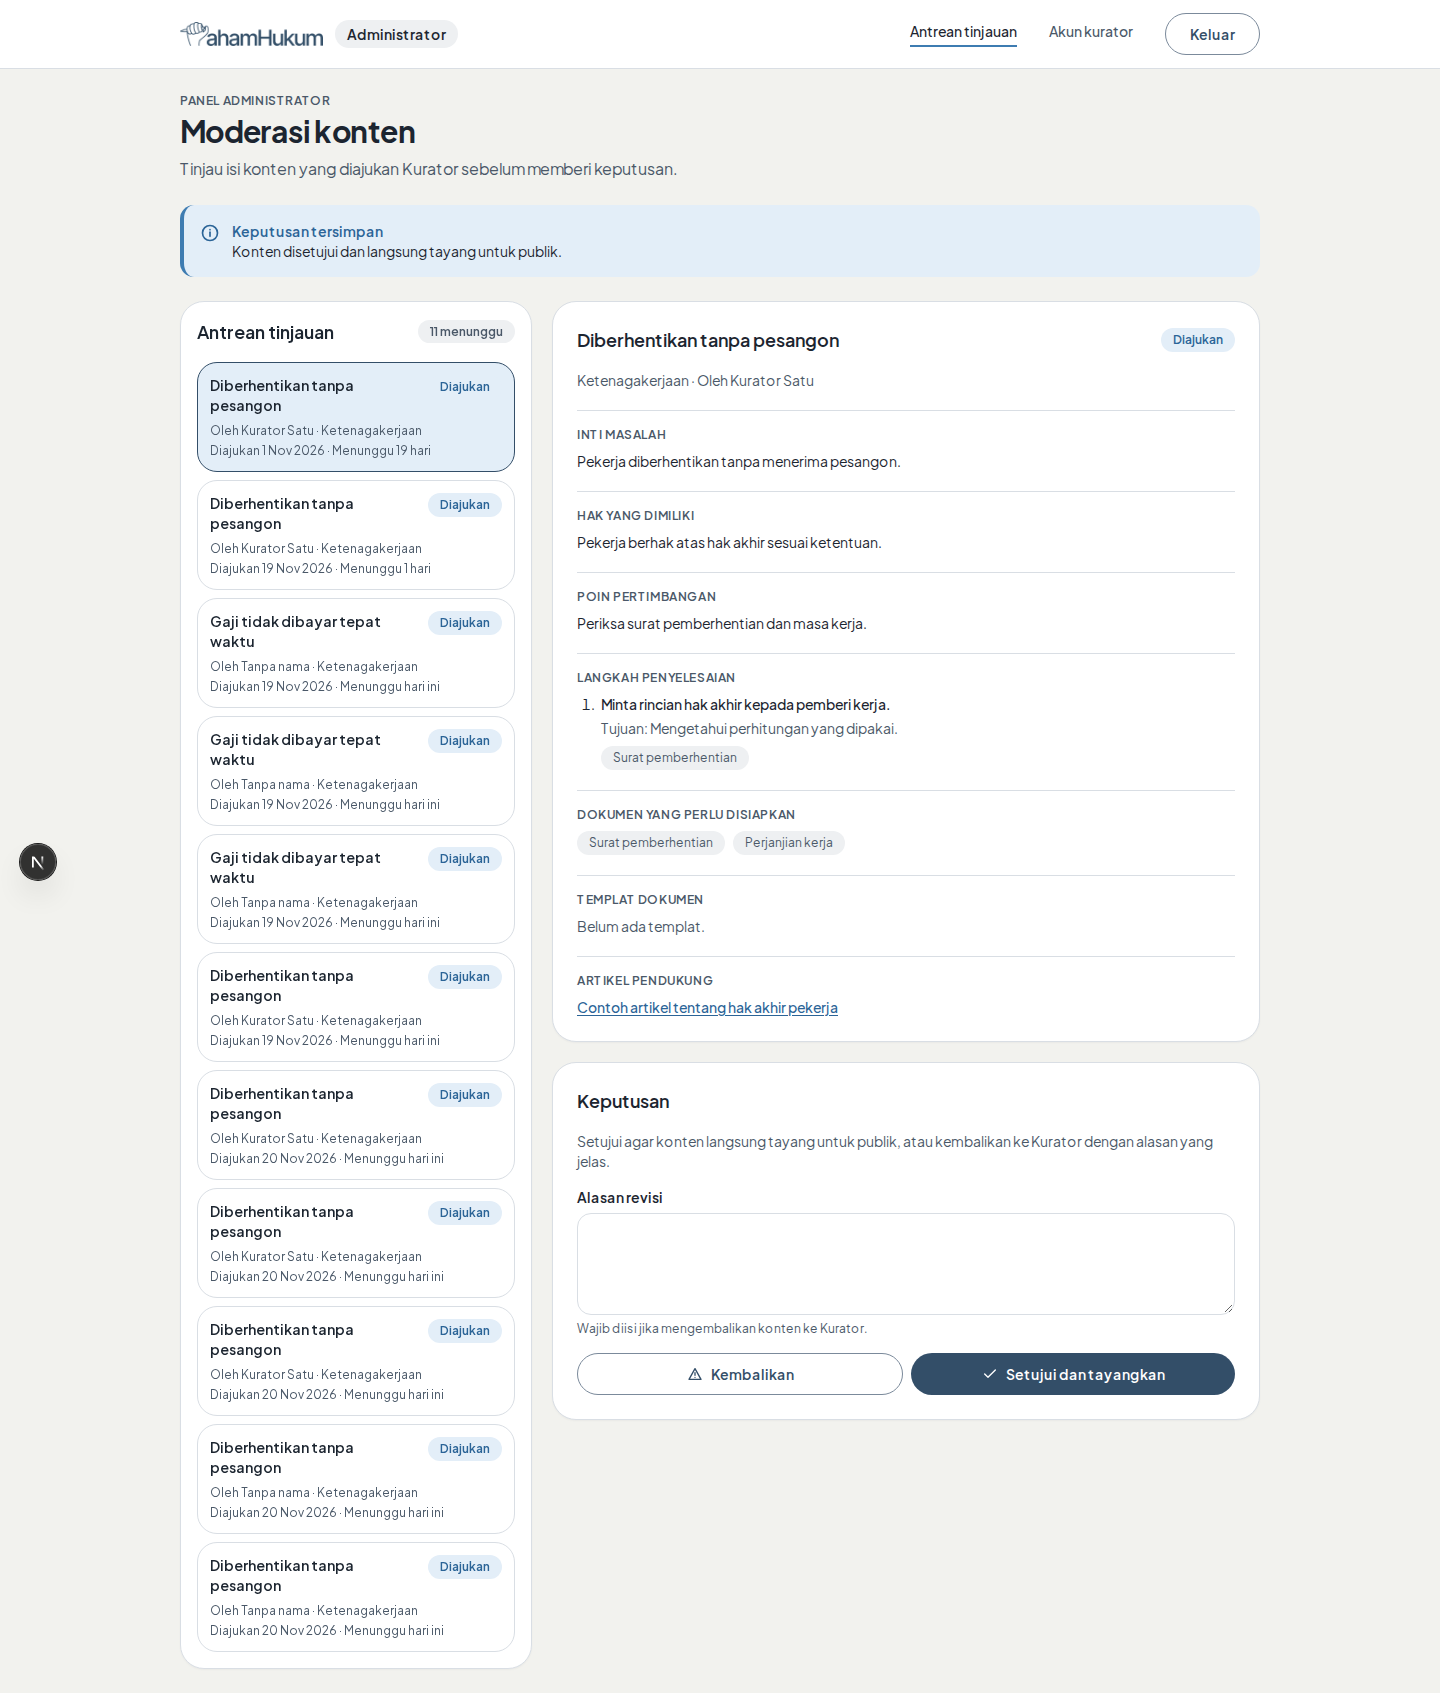 ahamHukum
Administrator
Antrean tinjauan
Akun kurator
Keluar
PANEL ADMINISTRATOR
Moderasi konten
Tinjau isi konten yang diajukan Kurator sebelum memberi keputusan.
Keputusan tersimpan
Konten disetujui dan langsung tayang untuk publik.
Antrean tinjauan
11 menunggu
Diberhentikan tanpa
pesangon
Diajukan
Oleh Kurator Satu · Ketenagakerjaan
Diajukan 1 Nov 2026 · Menunggu 19 hari
Diberhentikan tanpa
pesangon
Diajukan
Oleh Kurator Satu · Ketenagakerjaan
Diajukan 19 Nov 2026 · Menunggu 1 hari
Gaji tidak dibayar tepat
waktu
Diajukan
Oleh Tanpa nama · Ketenagakerjaan
Diajukan 19 Nov 2026 · Menunggu hari ini
Gaji tidak dibayar tepat
waktu
Diajukan
Oleh Tanpa nama · Ketenagakerjaan
Diajukan 19 Nov 2026 · Menunggu hari ini
Gaji tidak dibayar tepat
waktu
Diajukan
Oleh Tanpa nama · Ketenagakerjaan
Diajukan 19 Nov 2026 · Menunggu hari ini
Diberhentikan tanpa
pesangon
Diajukan
Oleh Kurator Satu · Ketenagakerjaan
Diajukan 19 Nov 2026 · Menunggu hari ini
Diberhentikan tanpa
pesangon
Diajukan
Oleh Kurator Satu · Ketenagakerjaan
Diajukan 20 Nov 2026 · Menunggu hari ini
Diberhentikan tanpa
pesangon
Diajukan
Oleh Kurator Satu · Ketenagakerjaan
Diajukan 20 Nov 2026 · Menunggu hari ini
Diberhentikan tanpa
pesangon
Diajukan
Oleh Kurator Satu · Ketenagakerjaan
Diajukan 20 Nov 2026 · Menunggu hari ini
Diberhentikan tanpa
pesangon
Diajukan
Oleh Tanpa nama · Ketenagakerjaan
Diajukan 20 Nov 2026 · Menunggu hari ini
Diberhentikan tanpa
pesangon
Diajukan
Oleh Tanpa nama · Ketenagakerjaan
Diajukan 20 Nov 2026 · Menunggu hari ini
Diberhentikan tanpa pesangon
Diajukan
Ketenagakerjaan · Oleh Kurator Satu
INTI MASALAH
Pekerja diberhentikan tanpa menerima pesangon.
HAK YANG DIMILIKI
Pekerja berhak atas hak akhir sesuai ketentuan.
POIN PERTIMBANGAN
Periksa surat pemberhentian dan masa kerja.
LANGKAH PENYELESAIAN
1. Minta rincian hak akhir kepada pemberi kerja.
Tujuan: Mengetahui perhitungan yang dipakai.
Surat pemberhentian
DOKUMEN YANG PERLU DISIAPKAN
Surat pemberhentian
Perjanjian kerja
TEMPLAT DOKUMEN
Belum ada templat.
ARTIKEL PENDUKUNG
Contoh artikel tentang hak akhir pekerja
Keputusan
Setujui agar konten langsung tayang untuk publik, atau kembalikan ke Kurator dengan alasan yang
jelas.
Alasan revisi
Wajib diisi jika mengembalikan konten ke Kurator.
Kembalikan
Setujui dan tayangkan
N